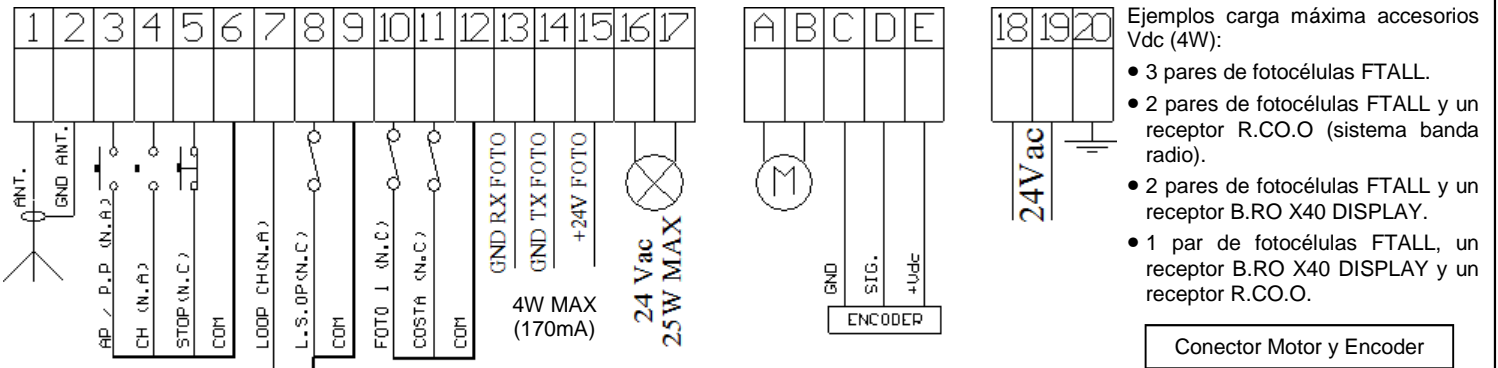 1 2 3 4 5 6 7 8 9 10 11 12 13 14 15 16 17
A B C D E
18 19 20
ANT.
GND ANT.
AP / P.P (N.A)
CH (N.A)
STOP (N.C)
COM
LOOP CH(N.A)
L.S.OP(N.C)
COM
FOTO 1 (N.C)
COSTA (N.C)
COM
GND RX FOTO
GND TX FOTO
+24V FOTO
4W MAX
(170mA)
24 Vac
25W MAX
M
GND
SIG.
+Vdc
ENCODER
24Vac
Ejemplos carga máxima accesorios
Vdc (4W):
• 3 pares de fotocélulas FTALL.
• 2 pares de fotocélulas FTALL y un
receptor R.CO.O (sistema banda
radio).
• 2 pares de fotocélulas FTALL y un
receptor B.RO X40 DISPLAY.
• 1 par de fotocélulas FTALL, un
receptor B.RO X40 DISPLAY y un
receptor R.CO.O.
Conector Motor y Encoder